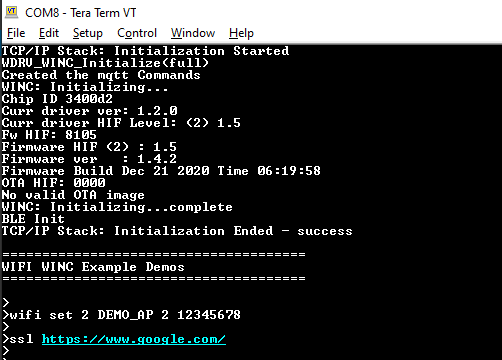 COM8 - Tera Term VT
File Edit Setup Control Window Help
TCP/IP Stack: Initialization Started
WDRU_WINC_Initialize(full)
Created the mqtt Commands
WINC: Initializing...
Chip ID 3400d2
Curr driver ver: 1.2.0
Curr driver HIF Level: (2) 1.5
Fw HIF: 8105
Firmware HIF (2) : 1.5
Firmware ver   : 1.4.2
Firmware Build Dec 21 2020 Time 06:19:58
OTA HIF: 0000
No valid OTA image
WINC: Initializing...complete
BLE Init
TCP/IP Stack: Initialization Ended - success
======================================
WIFI WINC Example Demos
======================================
>
>wifi set 2 DEMO_AP 2 12345678
>
>ssl https://www.google.com/
>